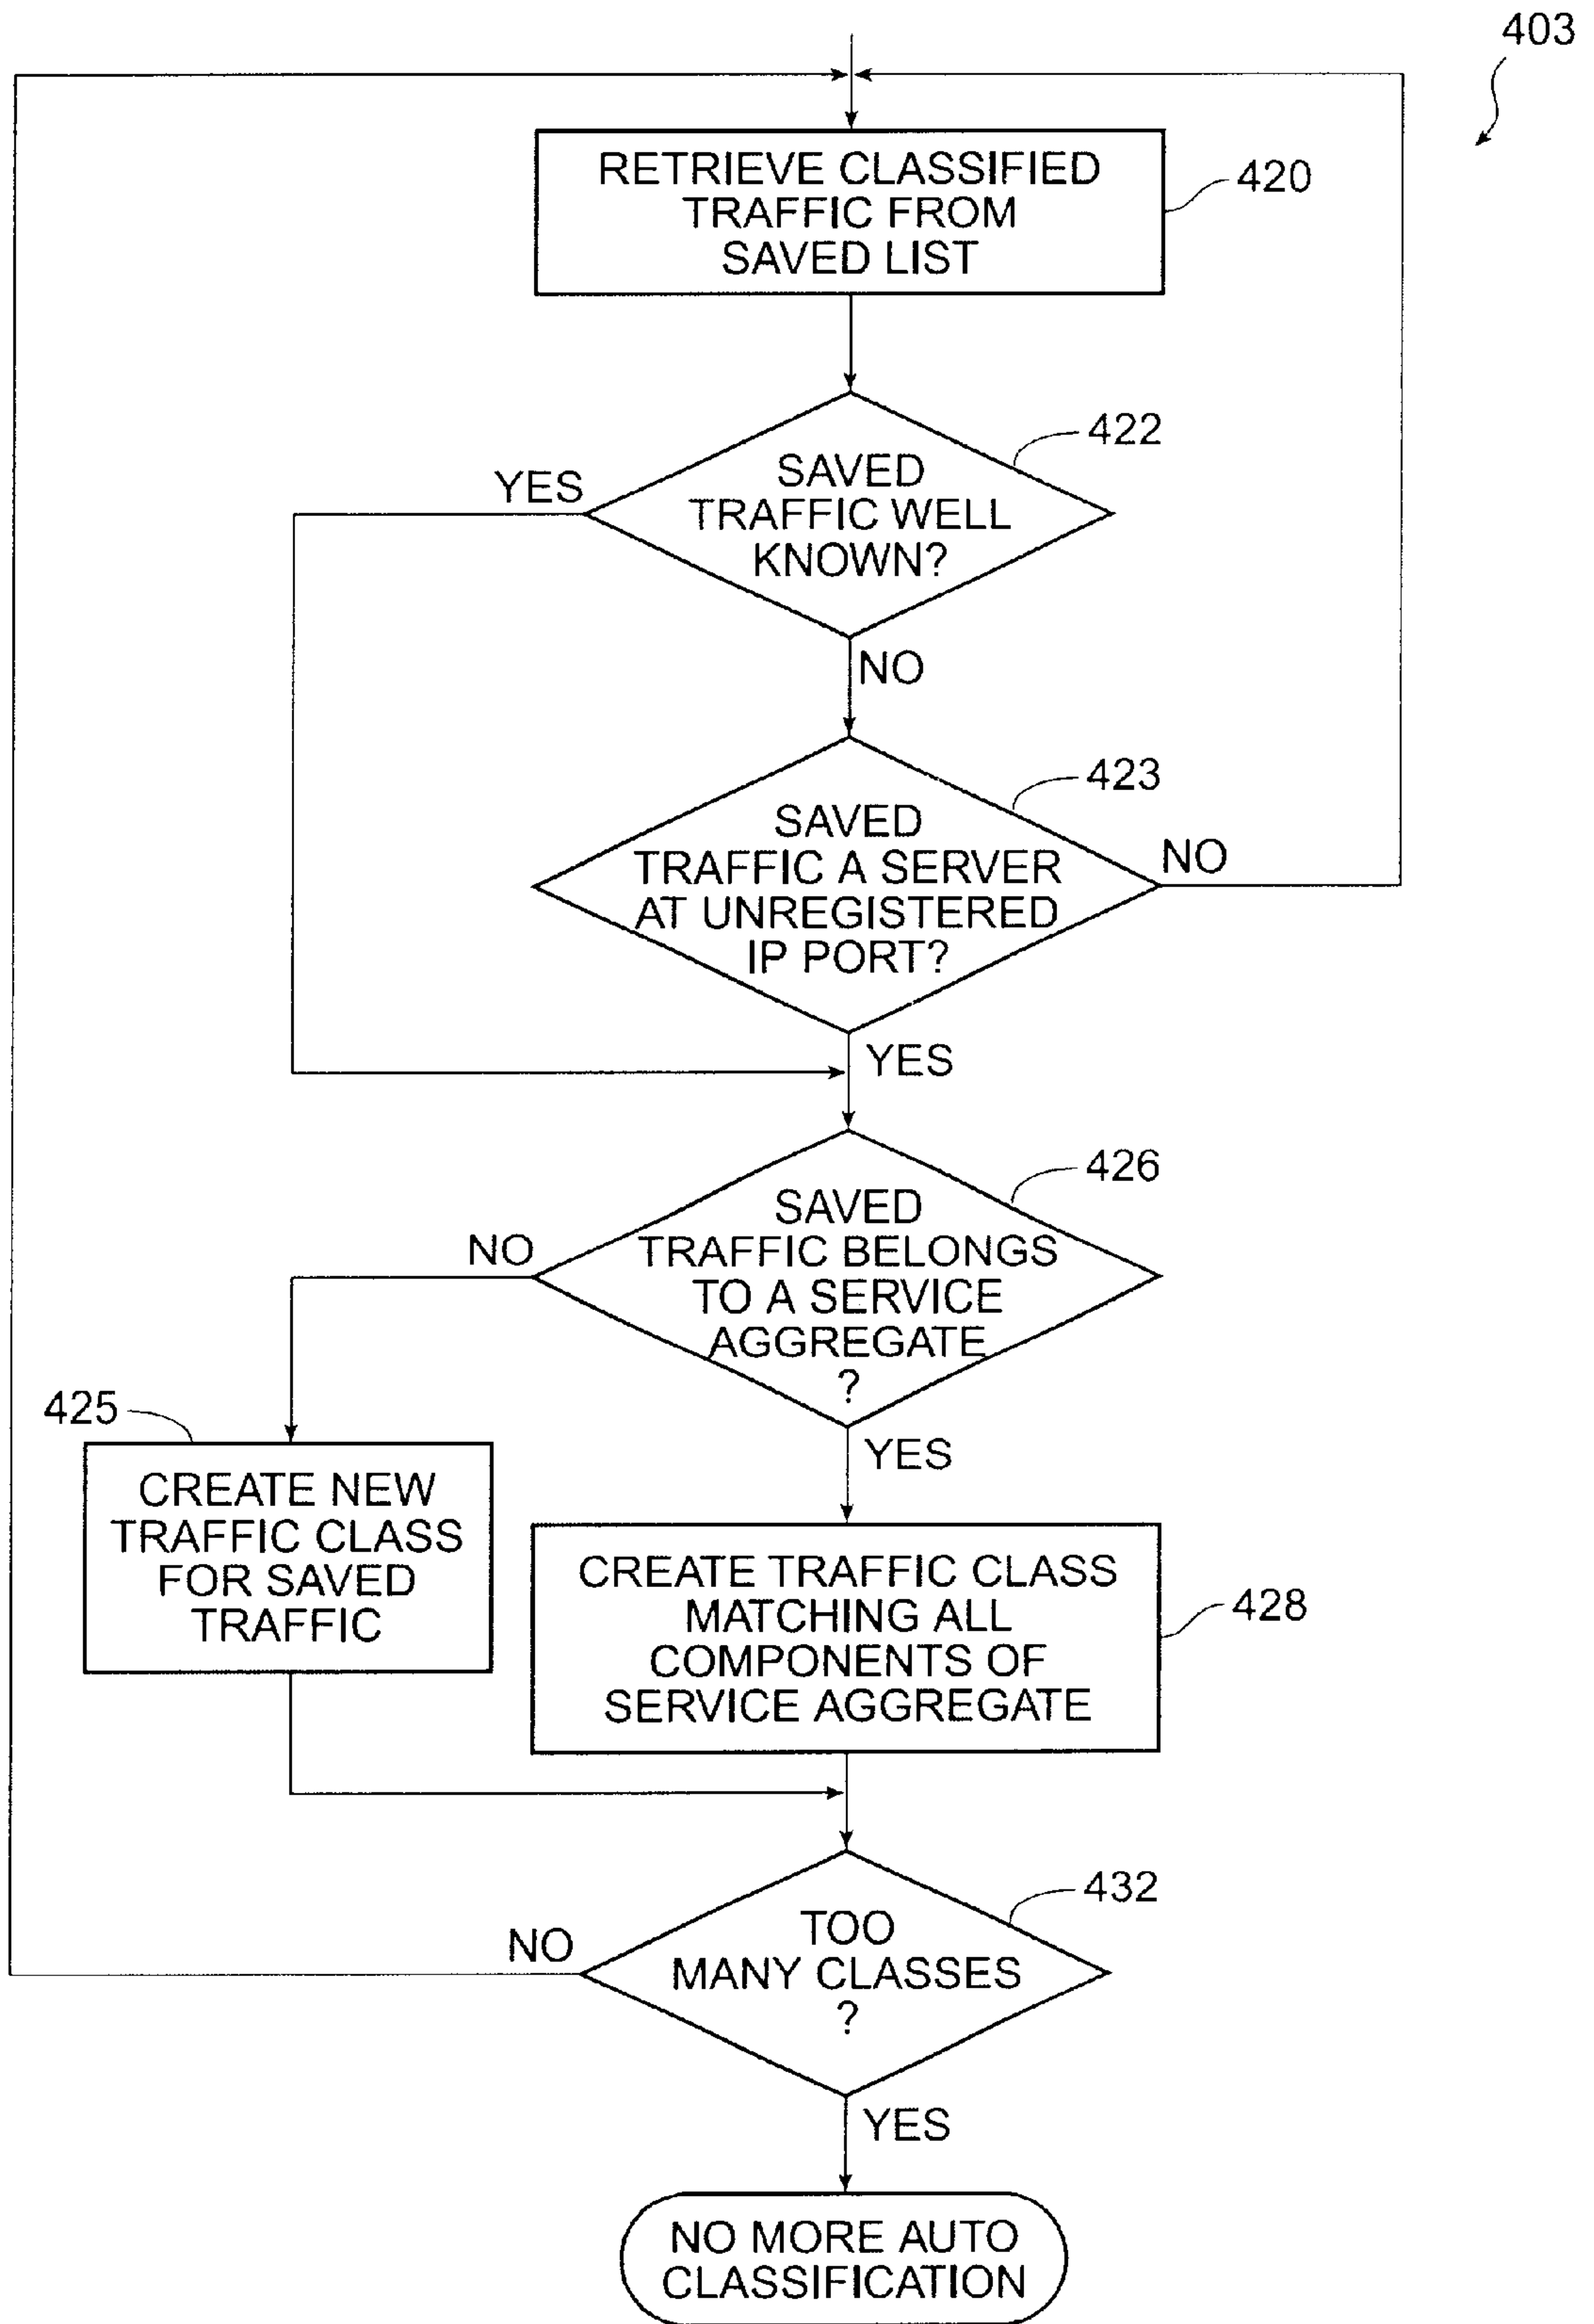 403
RETRIEVE CLASSIFIED
TRAFFIC FROM
SAVED LIST
420
422
SAVED
TRAFFIC WELL
KNOWN?
YES
NO
423
SAVED
TRAFFIC A SERVER
AT UNREGISTERED
IP PORT?
NO
YES
426
SAVED
TRAFFIC BELONGS
TO A SERVICE
AGGREGATE
?
NO
YES
425
CREATE NEW
TRAFFIC CLASS
FOR SAVED
TRAFFIC
CREATE TRAFFIC CLASS
MATCHING ALL
COMPONENTS OF
SERVICE AGGREGATE
428
432
TOO
MANY CLASSES
?
NO
YES
NO MORE AUTO
CLASSIFICATION